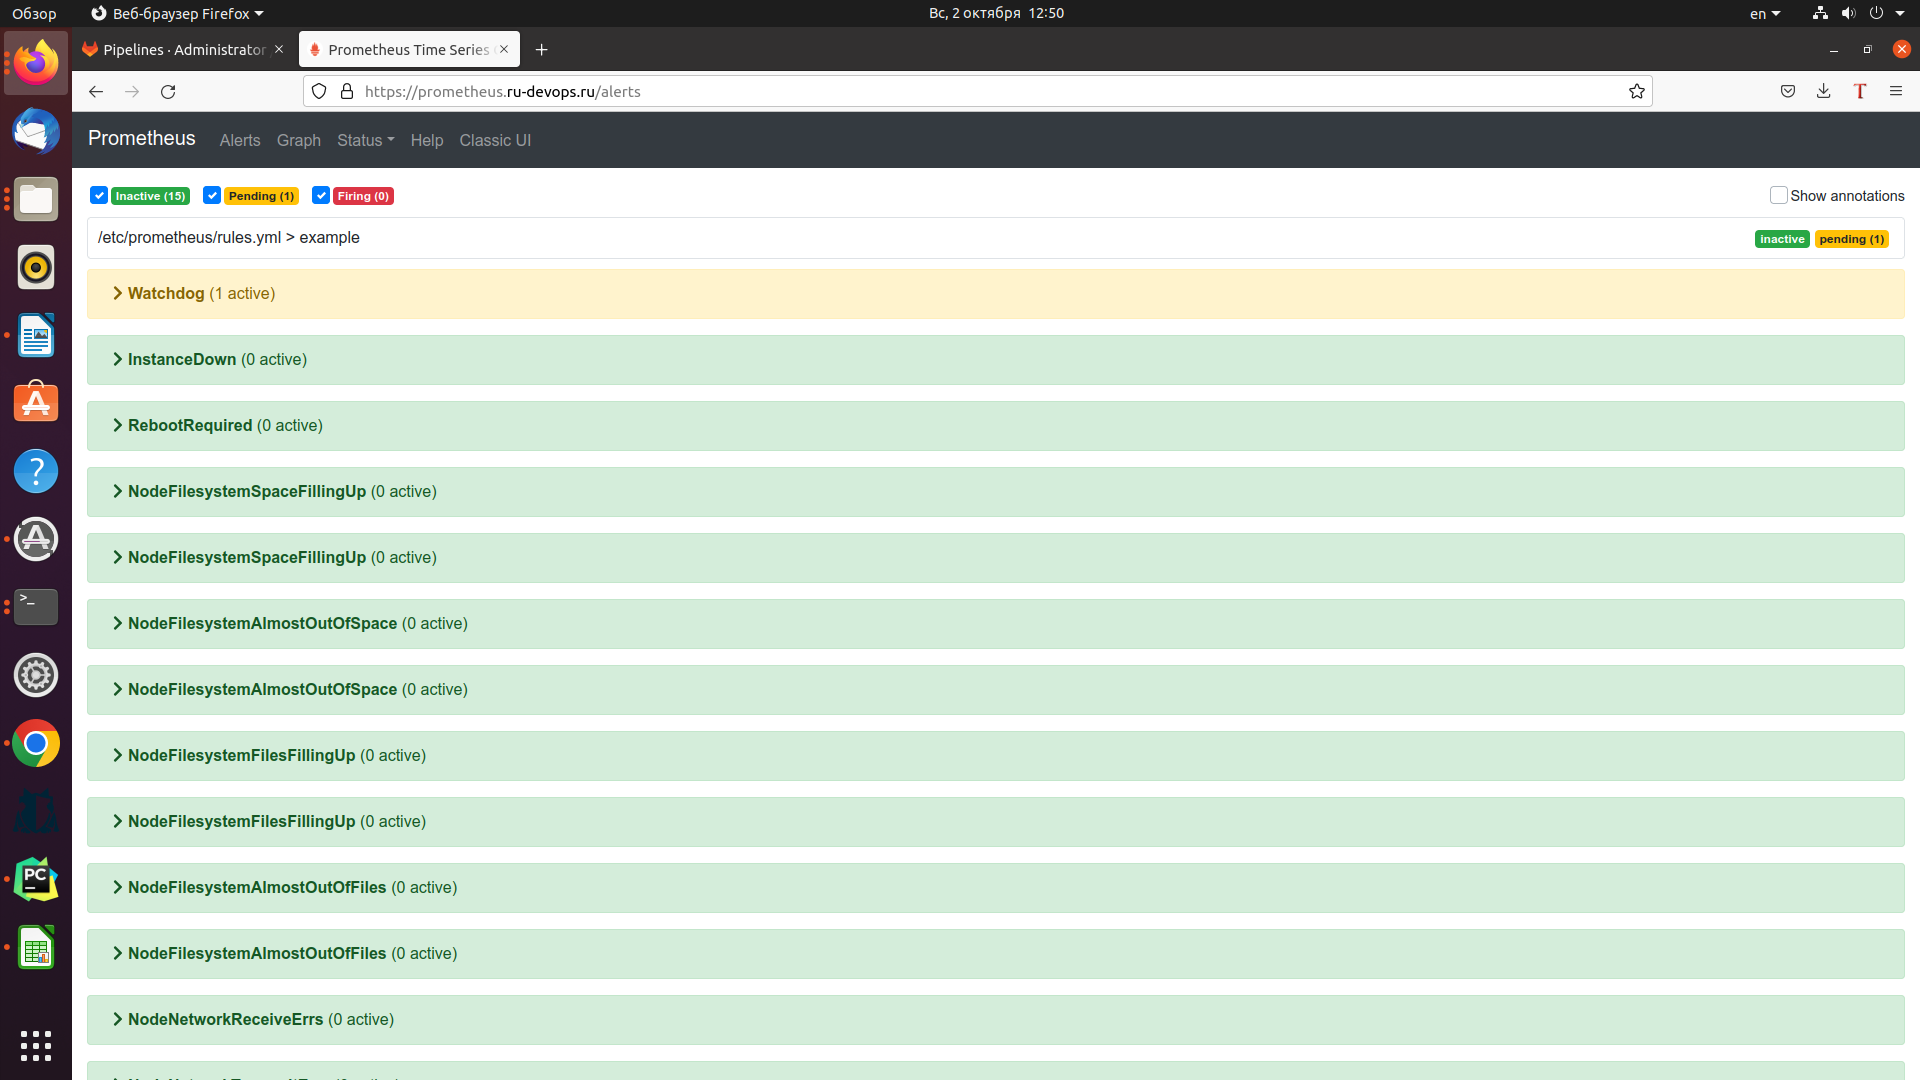 Обзор
Веб-браузер Firefox
Вс, 2 октября 12:50
en
Pipelines · Administrator
Prometheus Time Series
https://prometheus.ru-devops.ru/alerts
Prometheus
Alerts
Graph
Status
Help
Classic UI
Inactive (15)
Pending (1)
Firing (0)
Show annotations
/etc/prometheus/rules.yml > example
inactive
pending (1)
Watchdog (1 active)
InstanceDown (0 active)
RebootRequired (0 active)
NodeFilesystemSpaceFillingUp (0 active)
NodeFilesystemSpaceFillingUp (0 active)
NodeFilesystemAlmostOutOfSpace (0 active)
NodeFilesystemAlmostOutOfSpace (0 active)
NodeFilesystemFilesFillingUp (0 active)
NodeFilesystemFilesFillingUp (0 active)
NodeFilesystemAlmostOutOfFiles (0 active)
NodeFilesystemAlmostOutOfFiles (0 active)
NodeNetworkReceiveErrs (0 active)